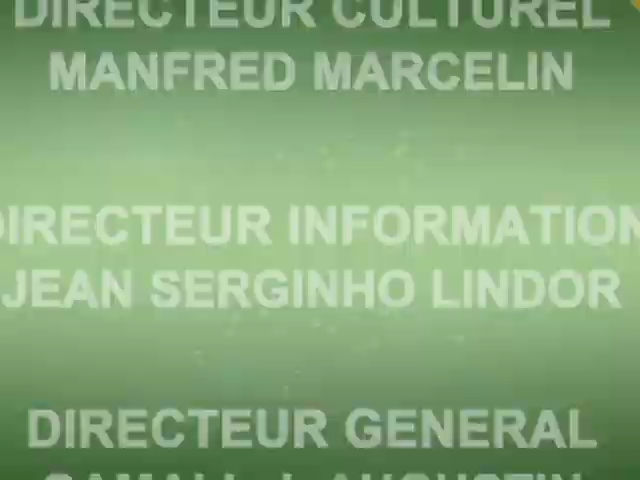 DIRECTEUR CULTUREL
MANFRED MARCELIN
DIRECTEUR INFORMATION
JEAN SERGINHO LINDOR
DIRECTEUR GENERAL